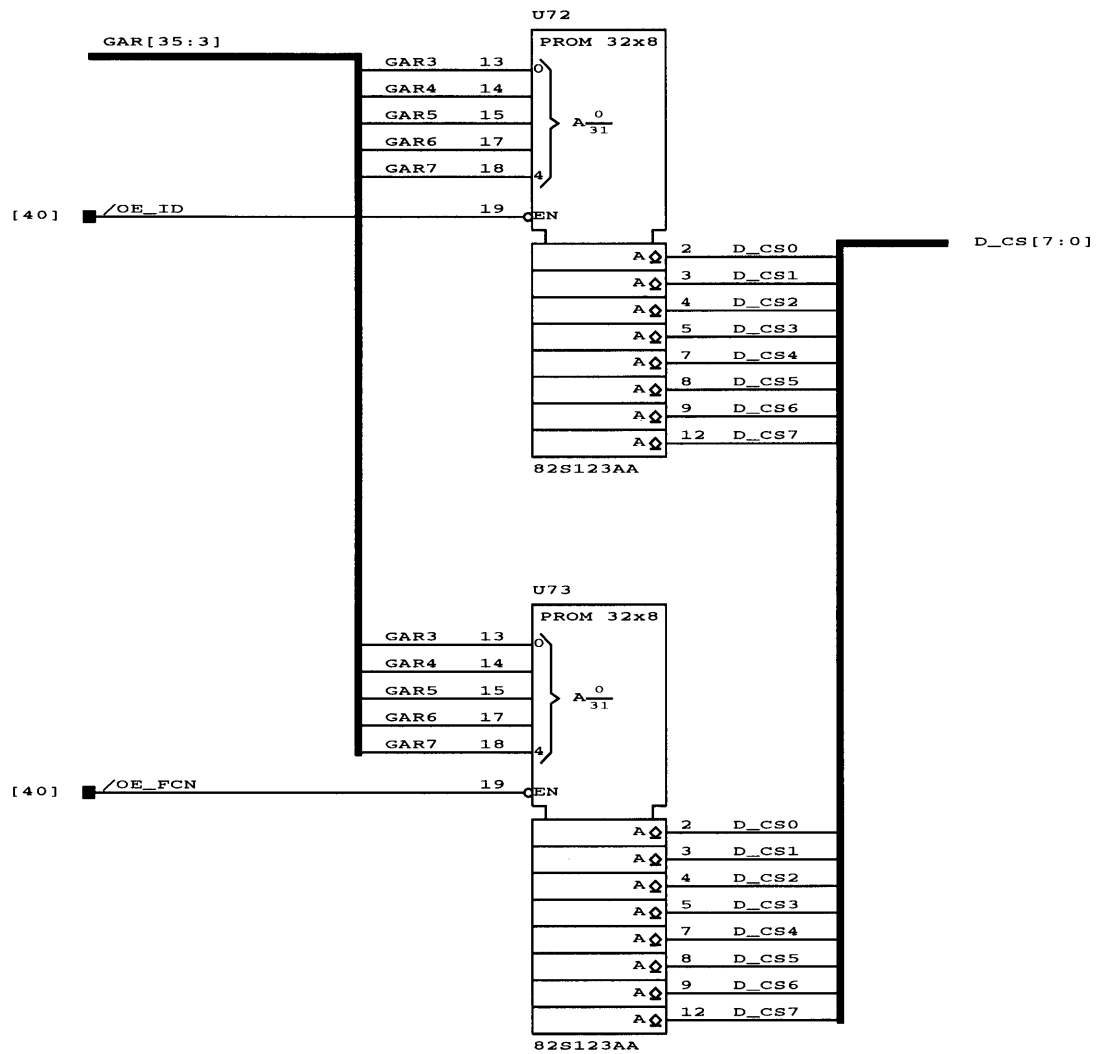 U72
GAR[35:3]
PROM 32x8
GAR3 13 0
GAR4 14
GAR5 15 A 0/31
GAR6 17
GAR7 18 4
[40] /OE_ID 19 EN
D_CS[7:0]
A 2 D_CS0
A 3 D_CS1
A 4 D_CS2
A 5 D_CS3
A 7 D_CS4
A 8 D_CS5
A 9 D_CS6
A 12 D_CS7
82S123AA
U73
PROM 32x8
GAR3 13 0
GAR4 14
GAR5 15 A 0/31
GAR6 17
GAR7 18 4
[40] /OE_FCN 19 EN
A 2 D_CS0
A 3 D_CS1
A 4 D_CS2
A 5 D_CS3
A 7 D_CS4
A 8 D_CS5
A 9 D_CS6
A 12 D_CS7
82S123AA